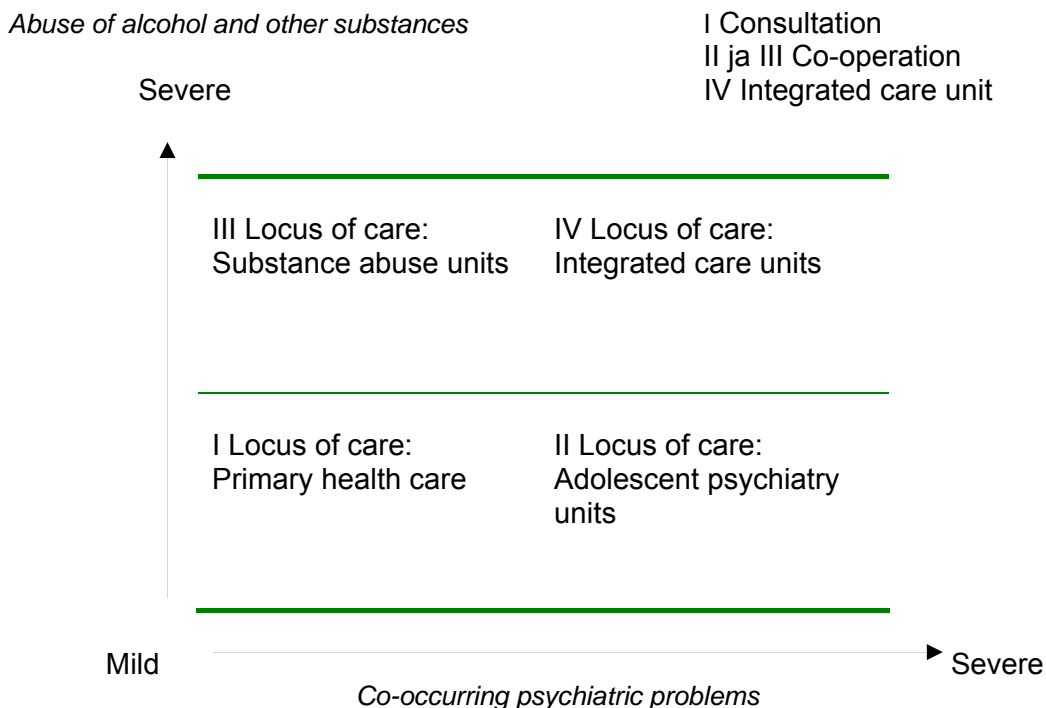 Abuse of alcohol and other substances
I Consultation
II ja III Co-operation
IV Integrated care unit
Severe
III Locus of care:
Substance abuse units
IV Locus of care:
Integrated care units
I Locus of care:
Primary health care
II Locus of care:
Adolescent psychiatry
units
Mild
Severe
Co-occurring psychiatric problems